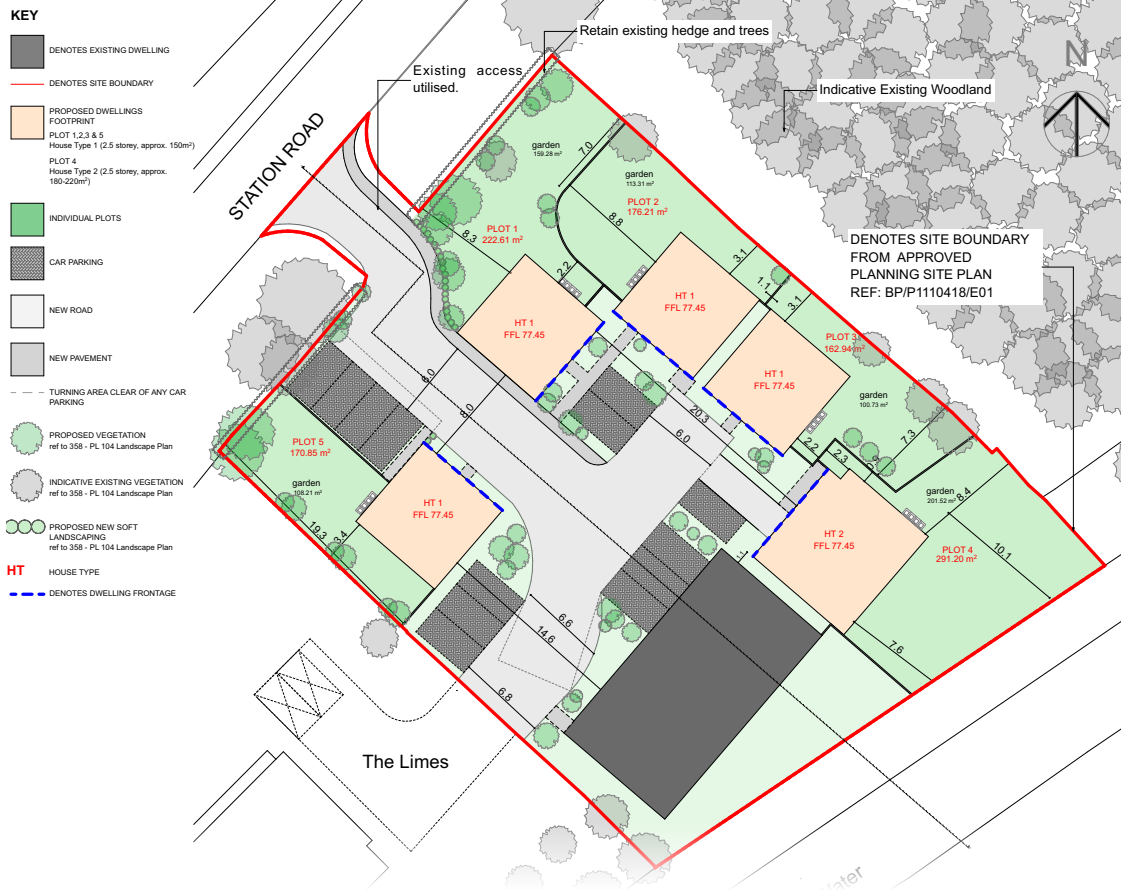 KEY
DENOTES EXISTING DWELLING
DENOTES SITE BOUNDARY
PROPOSED DWELLINGS
FOOTPRINT
PLOT 1,2,3 & 5
House Type 1 (2.5 storey, approx. 150m²)
PLOT 4
House Type 2 (2.5 storey, approx.
180-220m²)
INDIVIDUAL PLOTS
CAR PARKING
NEW ROAD
NEW PAVEMENT
TURNING AREA CLEAR OF ANY CAR
PARKING
PROPOSED VEGETATION
ref to 358 - PL 104 Landscape Plan
INDICATIVE EXISTING VEGETATION
ref to 358 - PL 104 Landscape Plan
PROPOSED NEW SOFT
LANDSCAPING
ref to 358 - PL 104 Landscape Plan
HT HOUSE TYPE
DENOTES DWELLING FRONTAGE
Retain existing hedge and trees
Existing access
utilised.
Indicative Existing Woodland
N
STATION ROAD
DENOTES SITE BOUNDARY
FROM APPROVED
PLANNING SITE PLAN
REF: BP/P1110418/E01
garden
159.28 m²
7.0
garden
113.31 m²
PLOT 2
176.21 m²
8.8
PLOT 1
222.61 m²
8.3
2.2
3.1
1.1
3.1
HT 1
FFL 77.45
HT 1
FFL 77.45
HT 1
FFL 77.45
PLOT 3
162.94 m²
garden
100.73 m²
7.3
2.2
2.3
6.0
8.0
20.3
6.0
PLOT 5
170.85 m²
garden
108.21 m²
19.3
3.4
HT 1
FFL 77.45
HT 2
FFL 77.45
garden
201.52 m²
8.4
PLOT 4
291.20 m²
10.1
7.6
6.6
14.6
6.8
The Limes